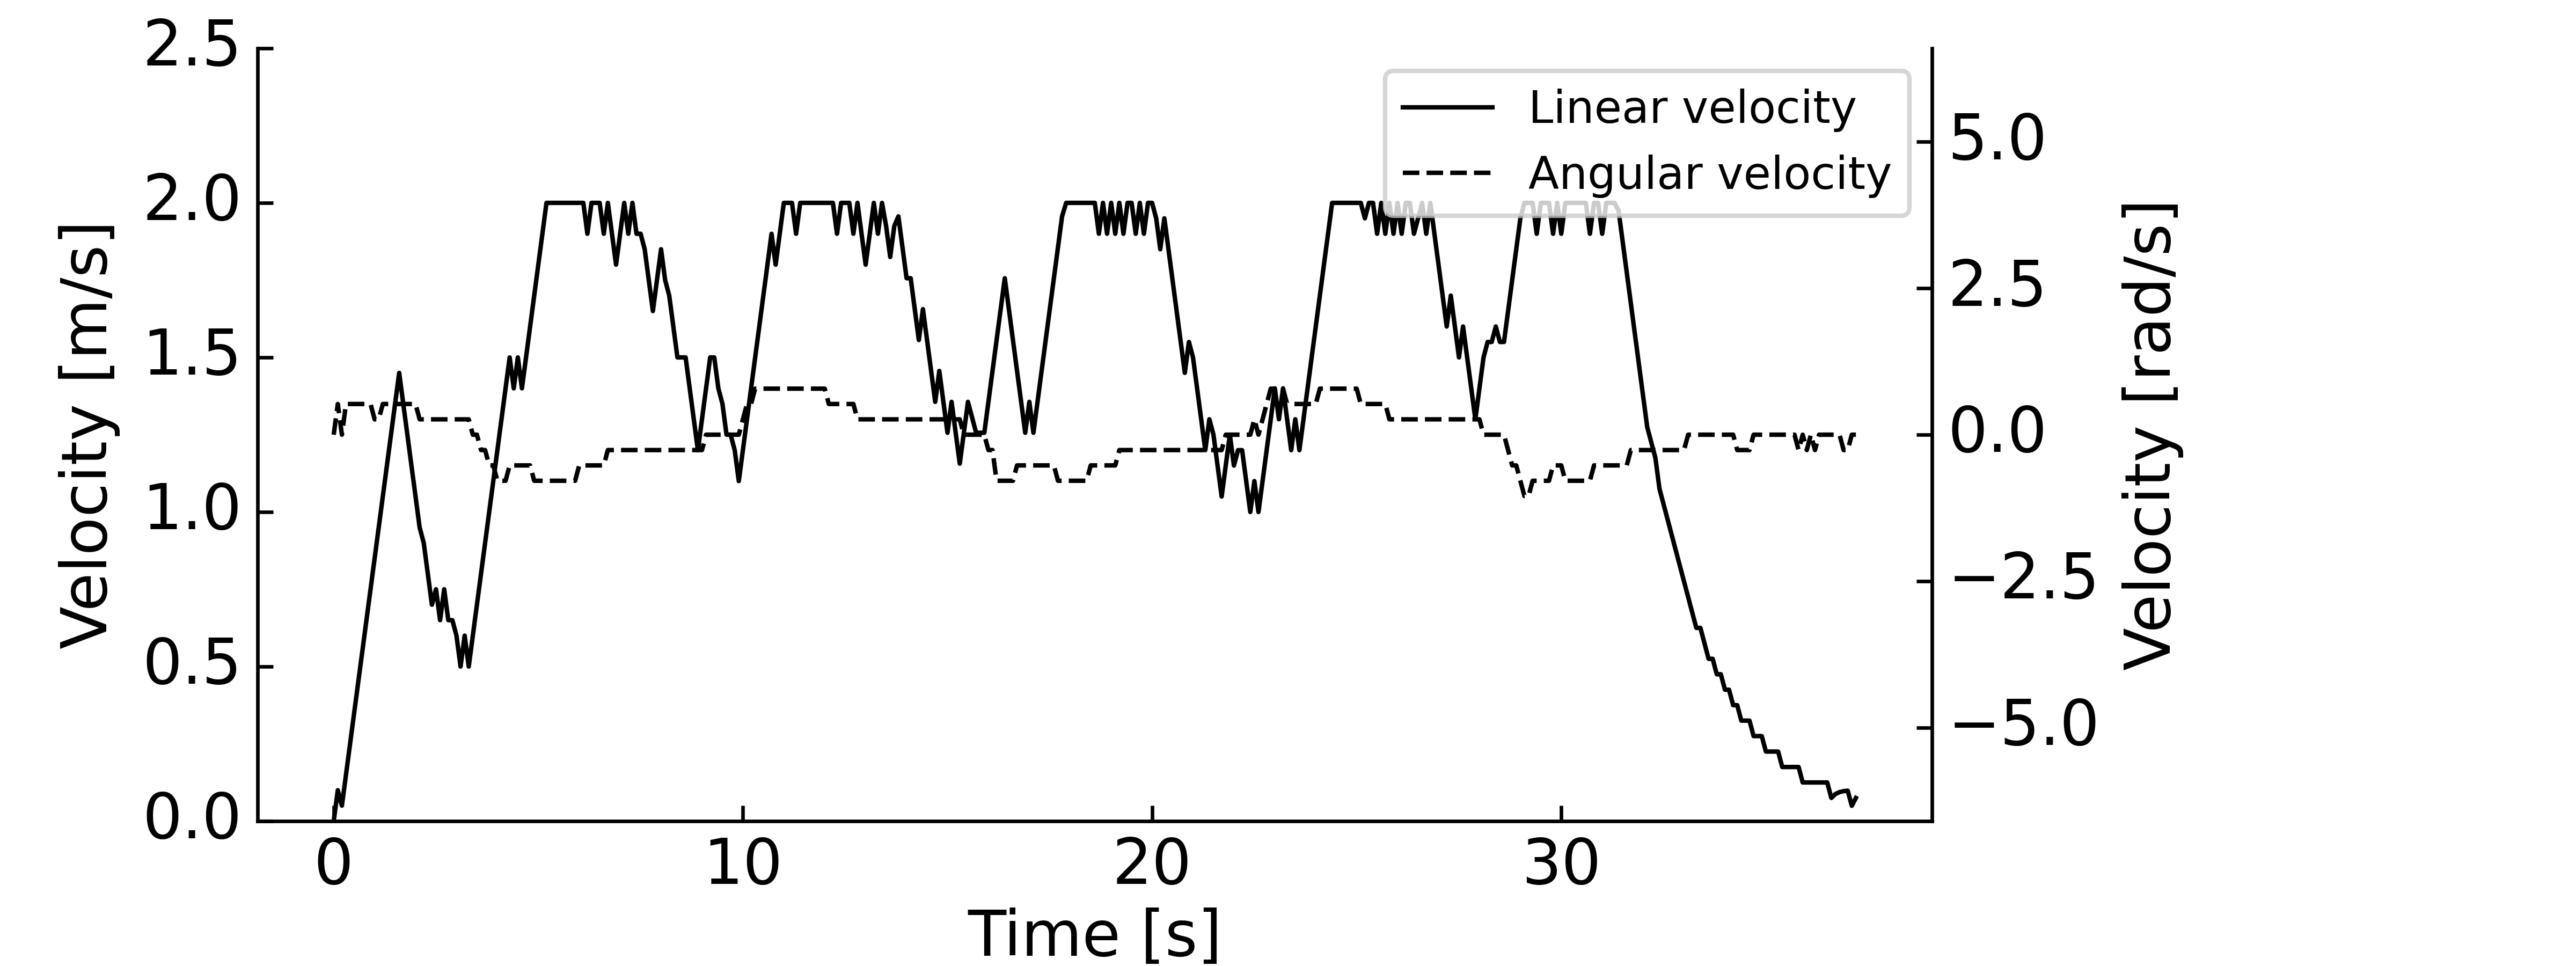 2.5
2.0
1.5
1.0
0.5
0.0
Velocity [m/s]
Linear velocity
Angular velocity
5.0
2.5
0.0
−2.5
−5.0
Velocity [rad/s]
0 10 20 30
Time [s]